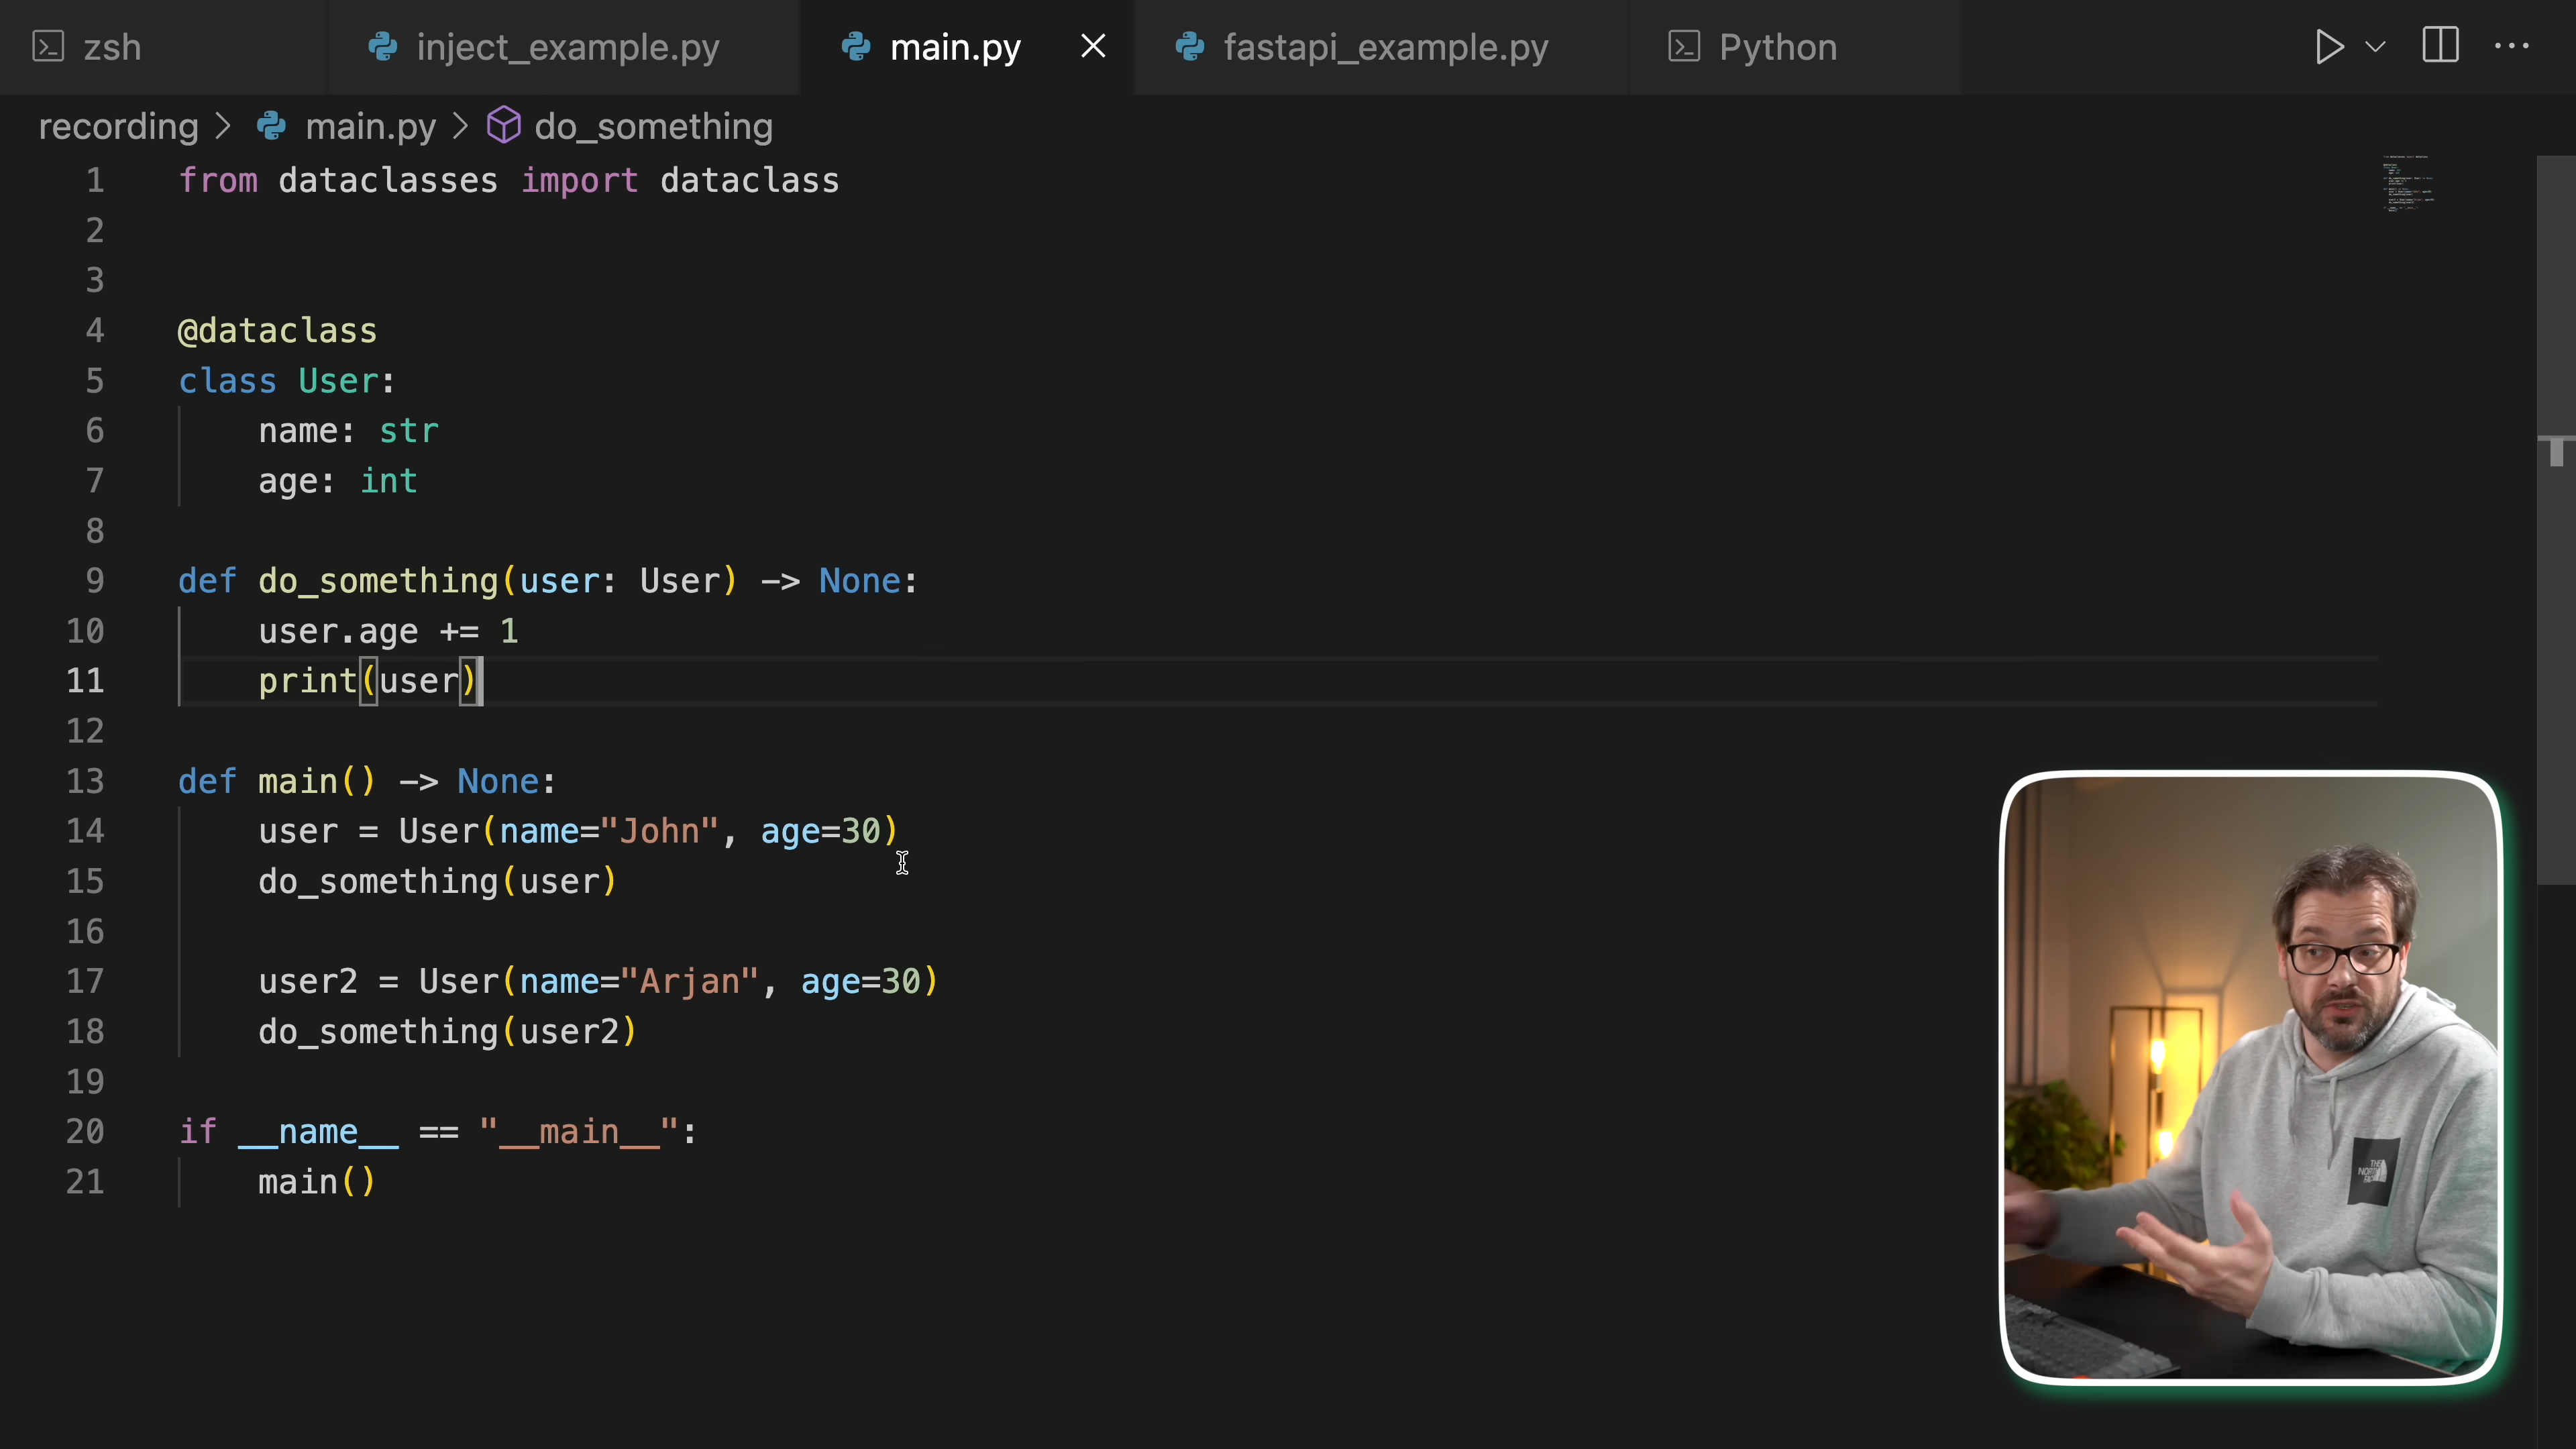 zsh
inject_example.py
main.py
fastapi_example.py
Python
recording > main.py > do_something
1 from dataclasses import dataclass
2
3
4 @dataclass
5 class User:
6 name: str
7 age: int
8
9 def do_something(user: User) -> None:
10 user.age += 1
11 print(user)
12
13 def main() -> None:
14 user = User(name="John", age=30)
15 do_something(user)
16
17 user2 = User(name="Arjan", age=30)
18 do_something(user2)
19
20 if __name__ == "__main__":
21 main()
THE
NORTH
FACE